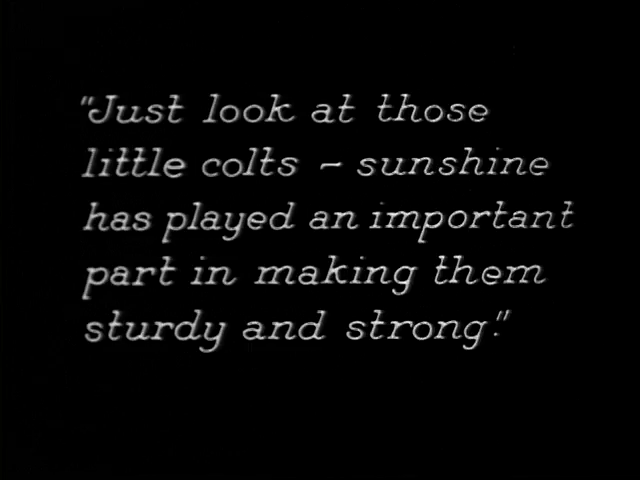 "Just look at those
little colts - sunshine
has played an important
part in making them
sturdy and strong."